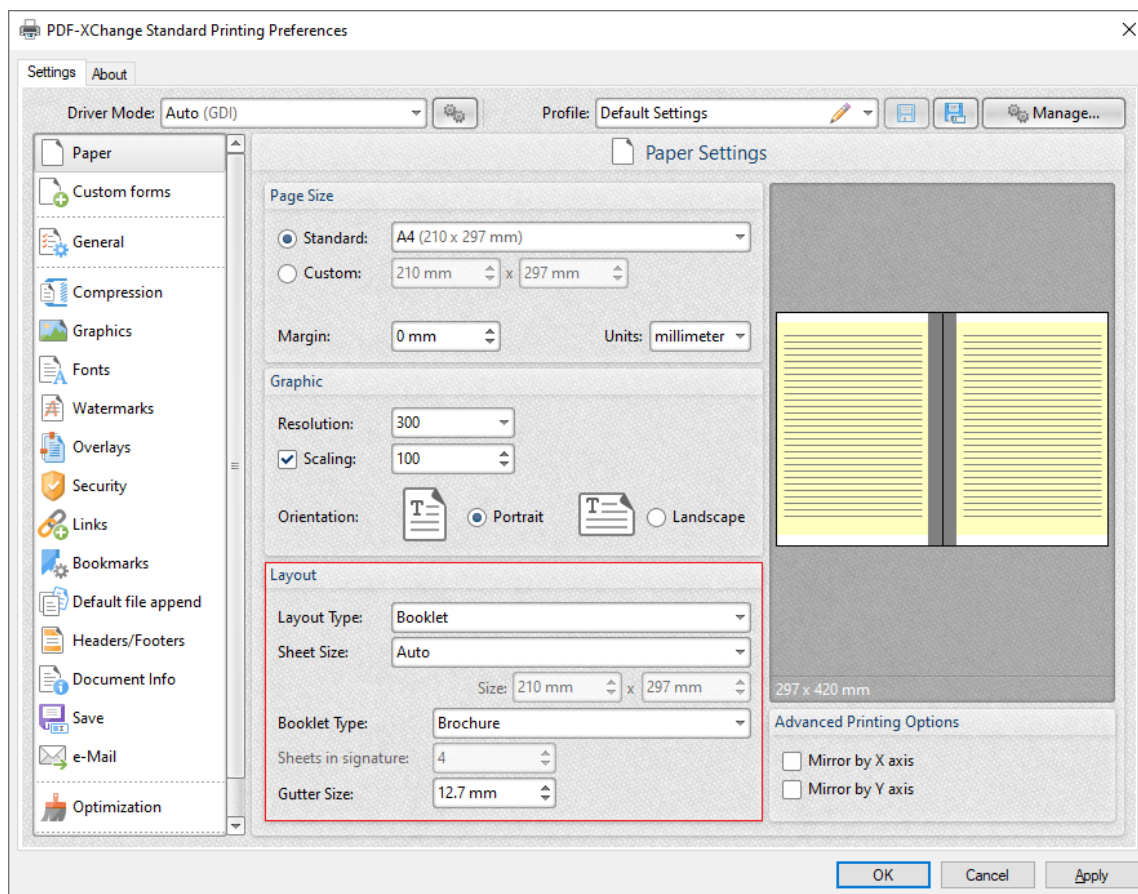 PDF-XChange Standard Printing Preferences
Settings About
Driver Mode: Auto (GDI) Profile: Default Settings Manage...
Paper
Custom forms
General
Compression
Graphics
Fonts
Watermarks
Overlays
Security
Links
Bookmarks
Default file append
Headers/Footers
Document Info
Save
e-Mail
Optimization
Paper Settings
Page Size
Standard: A4 (210 x 297 mm)
Custom: 210 mm x 297 mm
Margin: 0 mm Units: millimeter
Graphic
Resolution: 300
Scaling: 100
Orientation: T Portrait T Landscape
Layout
Layout Type: Booklet
Sheet Size: Auto
Size: 210 mm x 297 mm
Booklet Type: Brochure
Sheets in signature: 4
Gutter Size: 12.7 mm
297 x 420 mm
Advanced Printing Options
Mirror by X axis
Mirror by Y axis
OK Cancel Apply